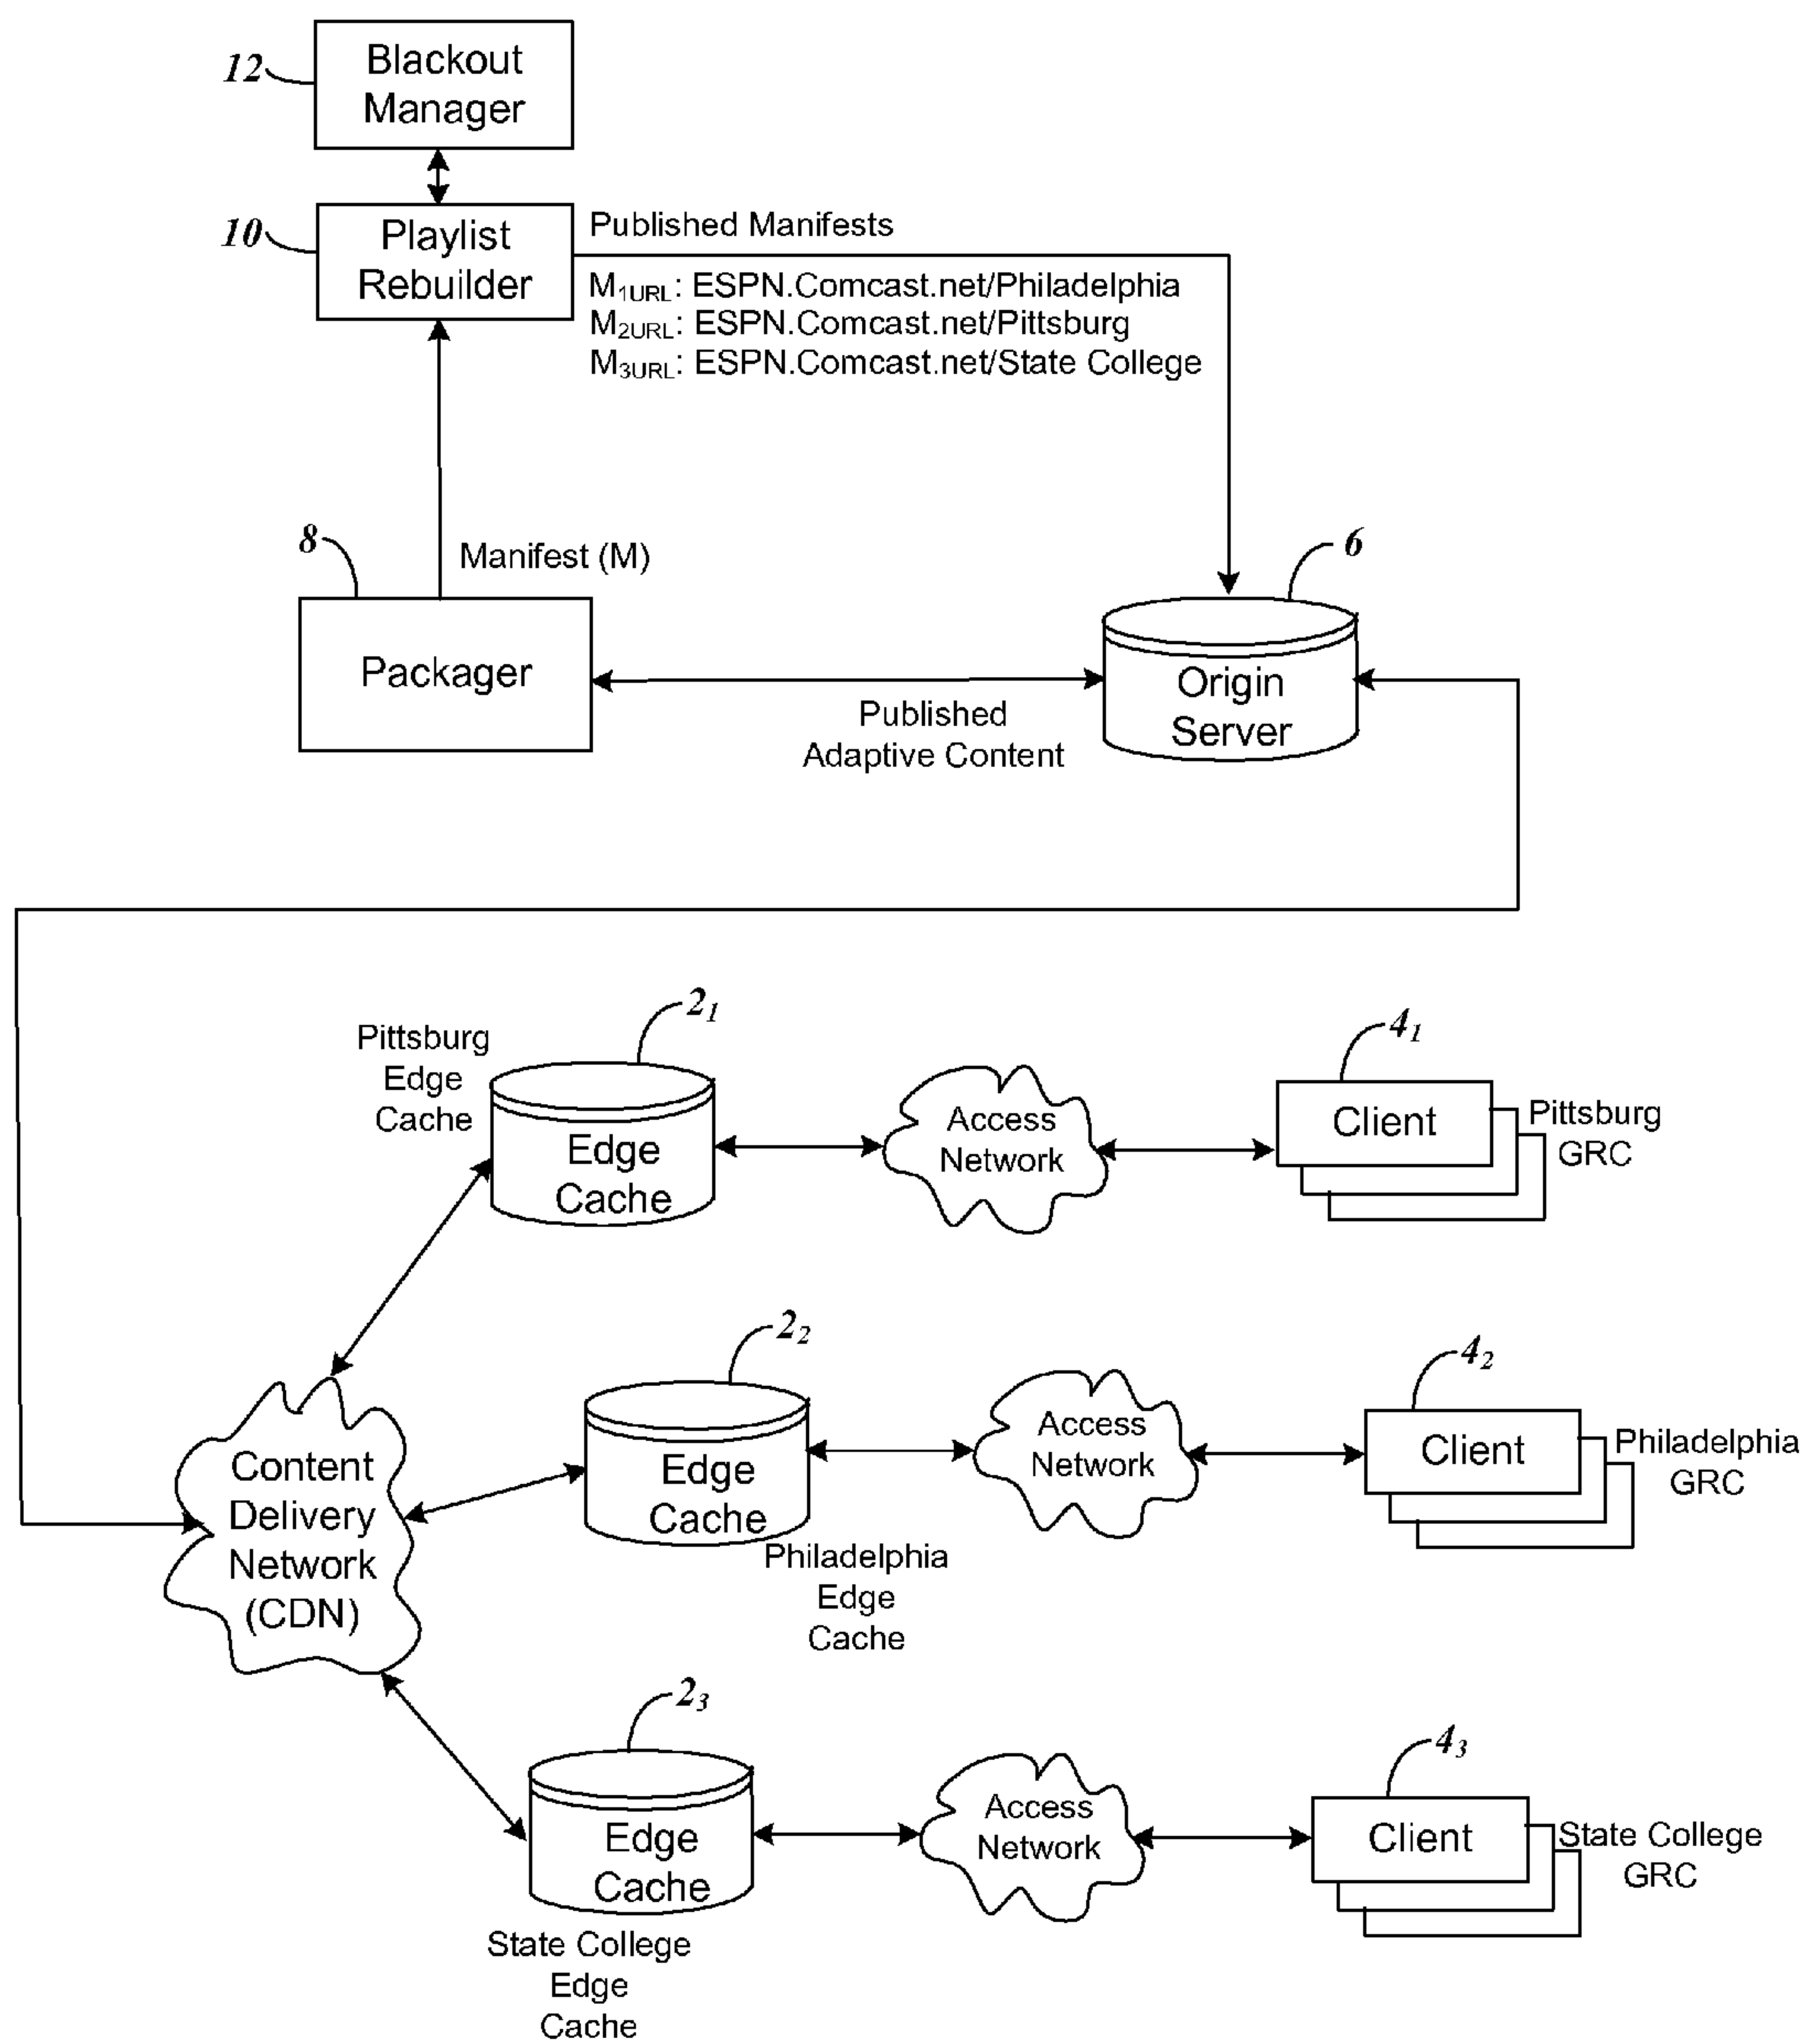 12
Blackout
Manager
10
Playlist
Rebuilder
Published Manifests
M1URL: ESPN.Comcast.net/Philadelphia
M2URL: ESPN.Comcast.net/Pittsburg
M3URL: ESPN.Comcast.net/State College
8
Manifest (M)
6
Packager
Origin
Server
Published
Adaptive Content
21
Pittsburg
Edge
Cache
Edge
Cache
Access
Network
41
Client
Pittsburg
GRC
22
Edge
Cache
Philadelphia
Edge
Cache
Access
Network
42
Client
Philadelphia
GRC
Content
Delivery
Network
(CDN)
23
Edge
Cache
State College
Edge
Cache
Access
Network
43
Client
State College
GRC